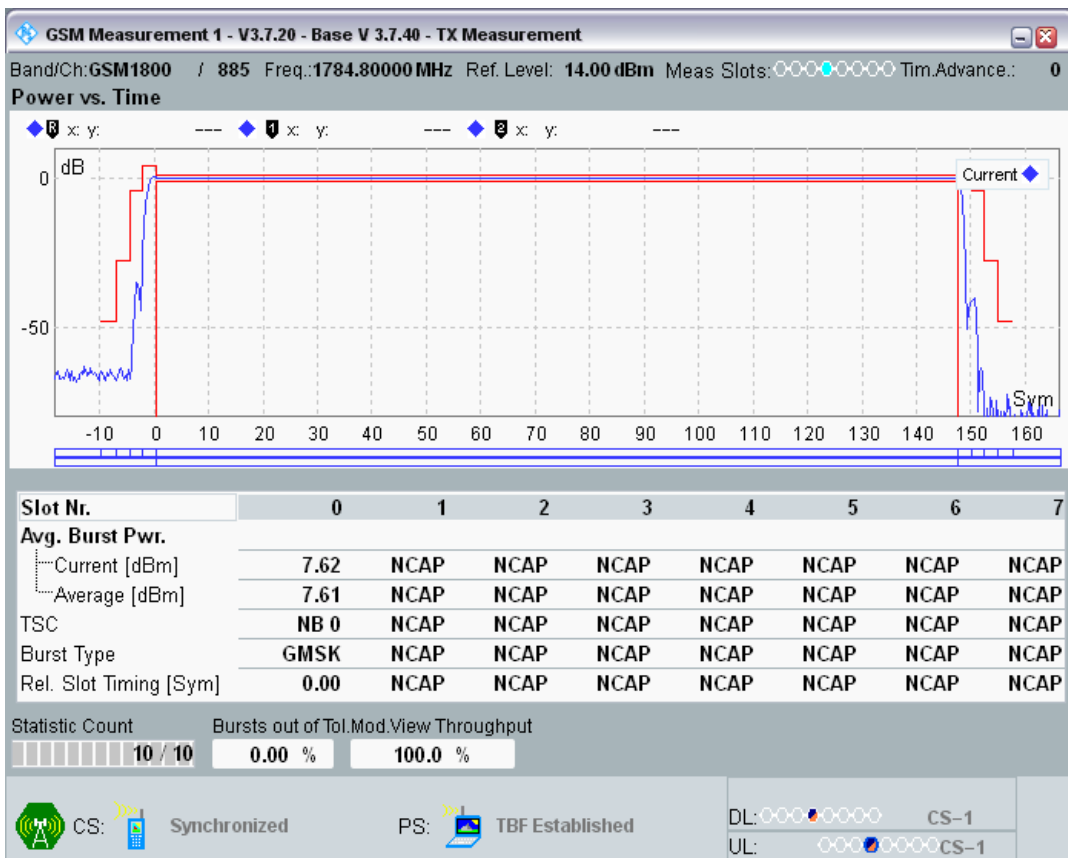 GSM Measurement 1 - V3.7.20 - Base V 3.7.40 - TX Measurement
Band/Ch:GSM1800 / 885 Freq.:1784.80000 MHz Ref. Level: 14.00 dBm Meas Slots: Tim.Advance.: 0
Power vs. Time
R x: y: --- 1 x: y: --- 2 x: y: ---
dB
Current
0
-50
Sym
-10 0 10 20 30 40 50 60 70 80 90 100 110 120 130 140 150 160
Slot Nr. 0 1 2 3 4 5 6 7
Avg. Burst Pwr.
Current [dBm] 7.62 NCAP NCAP NCAP NCAP NCAP NCAP NCAP
Average [dBm] 7.61 NCAP NCAP NCAP NCAP NCAP NCAP NCAP
TSC NB 0 NCAP NCAP NCAP NCAP NCAP NCAP NCAP
Burst Type GMSK NCAP NCAP NCAP NCAP NCAP NCAP NCAP
Rel. Slot Timing [Sym] 0.00 NCAP NCAP NCAP NCAP NCAP NCAP NCAP
Statistic Count Bursts out of Tol.Mod.View Throughput
10 / 10 0.00 % 100.0 %
CS: Synchronized PS: TBF Established
DL: CS-1
UL: CS-1